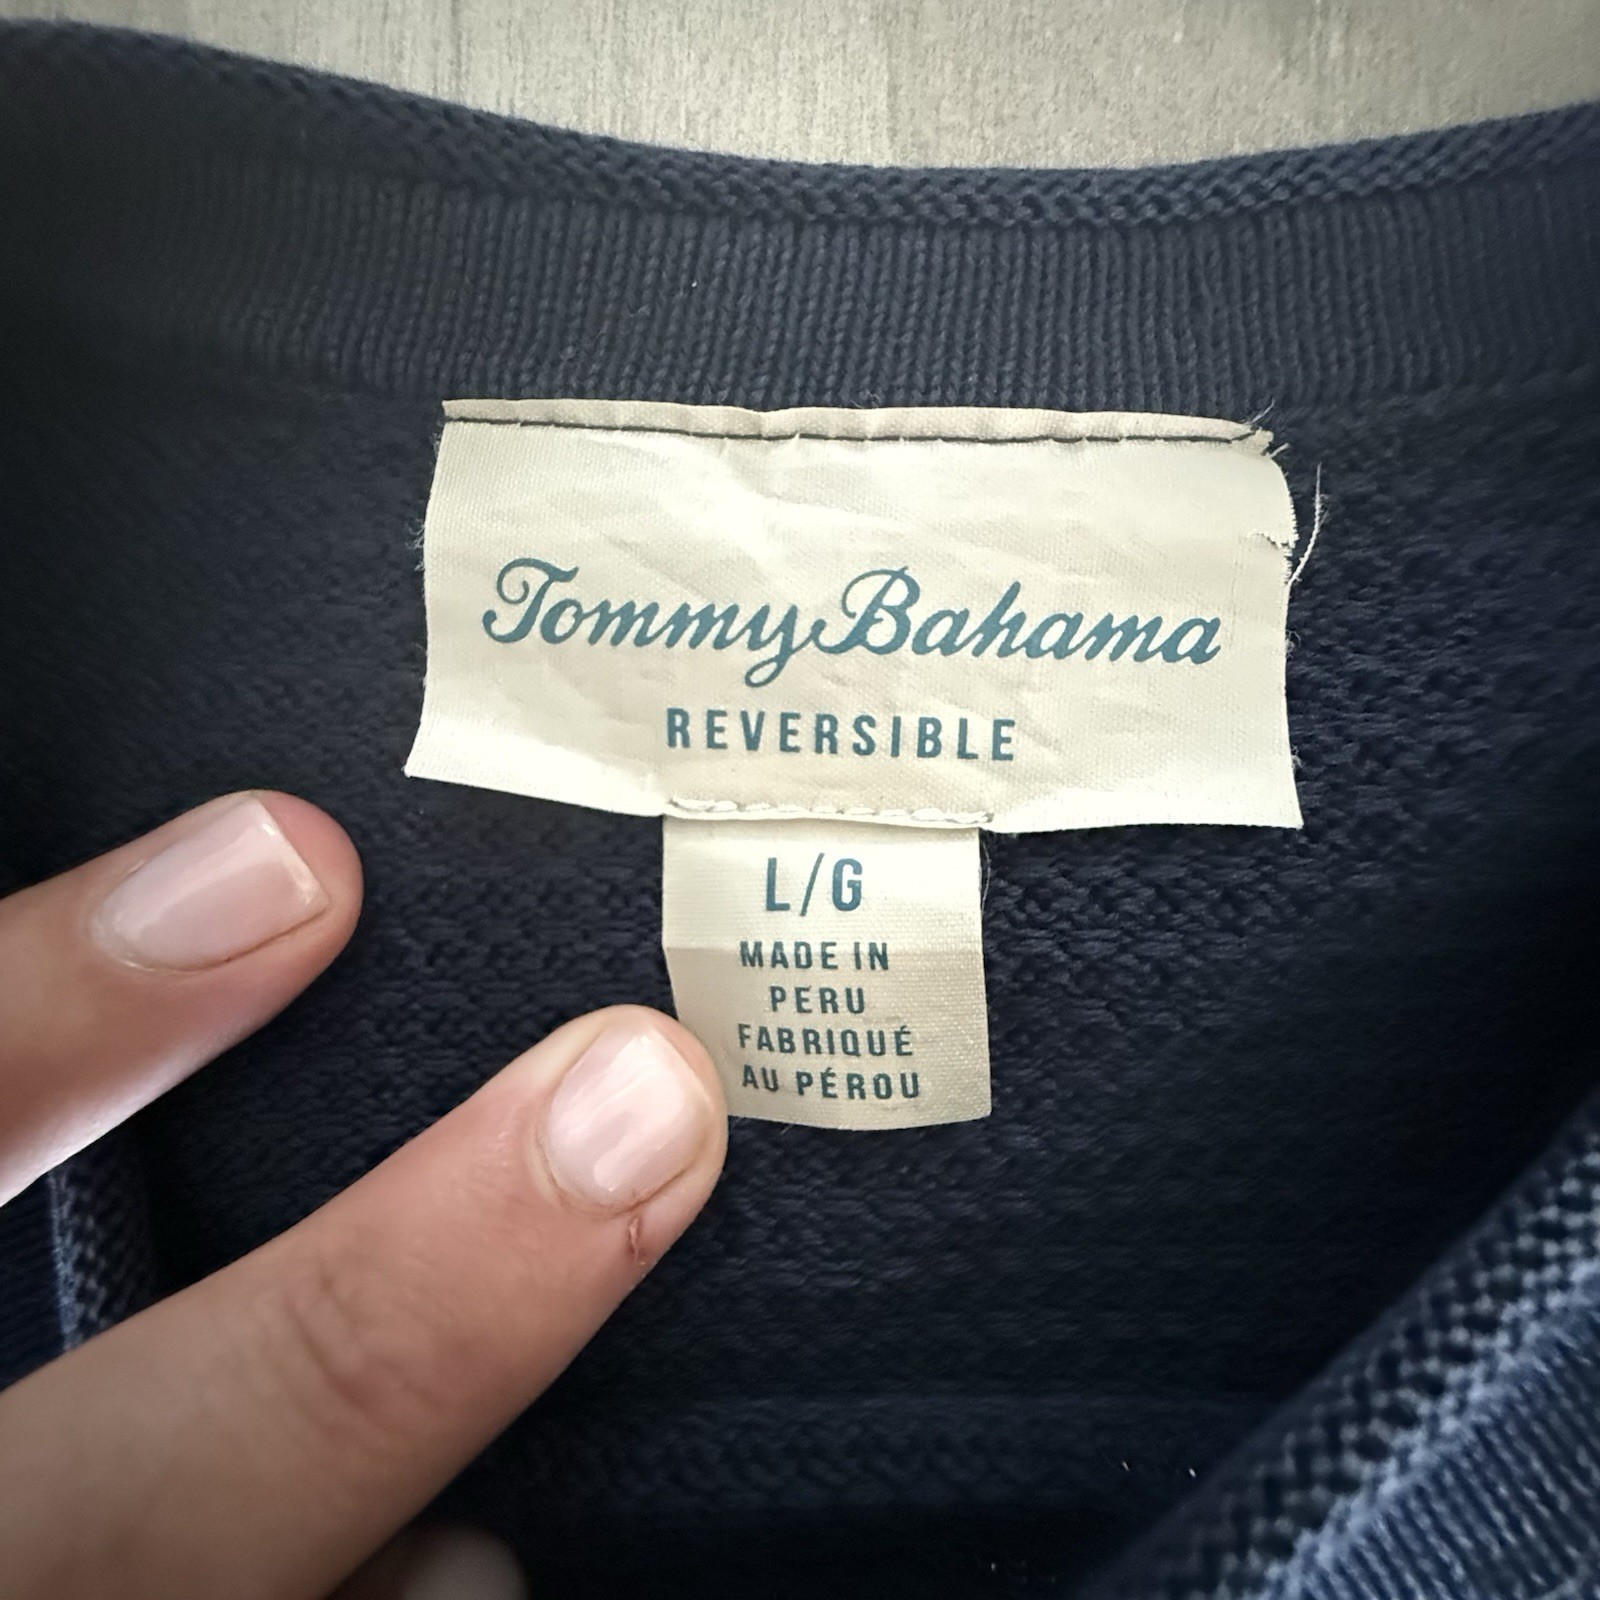 Tommy Bahama
REVERSIBLE
L/G
MADE IN
PERU
FABRIQUÉ
AU PÉROU